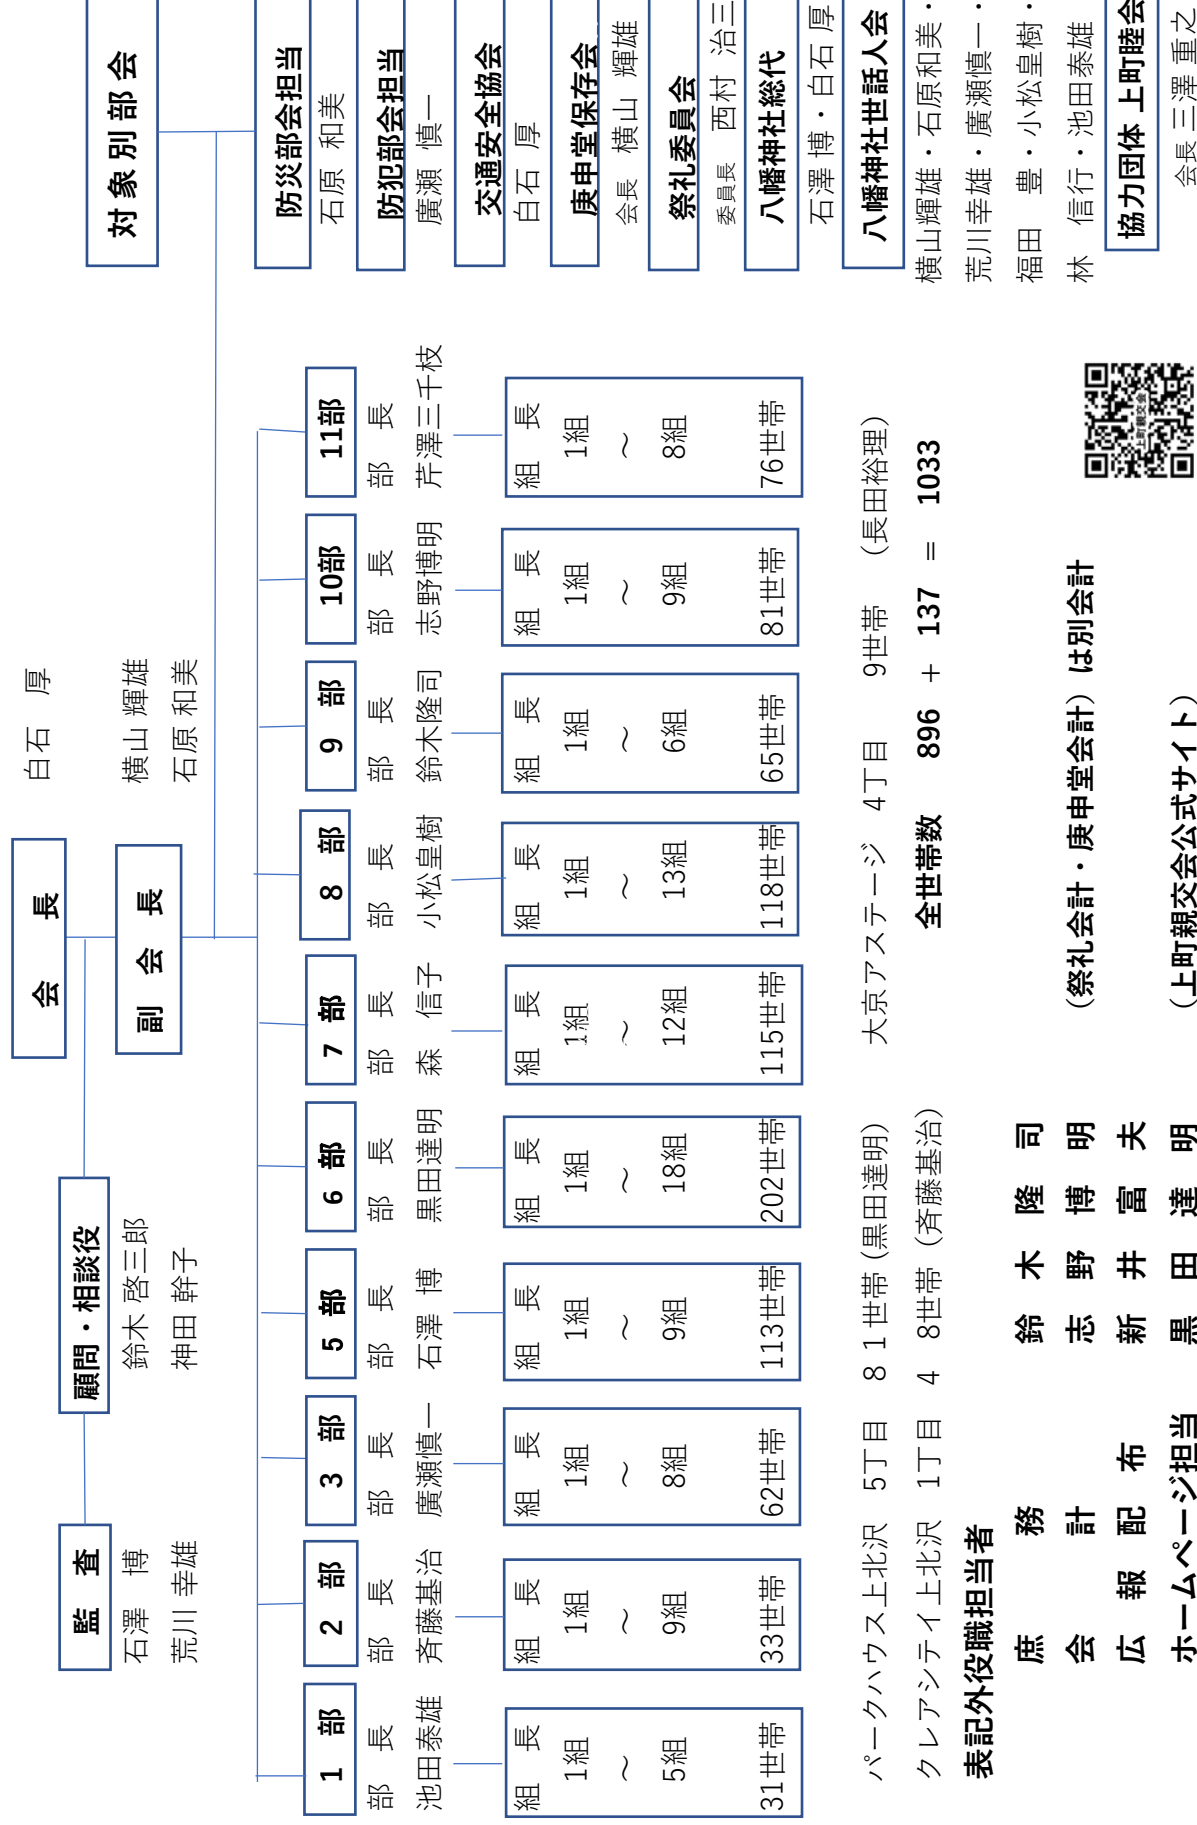 会　長
白石　厚
副　会　長
横山 輝雄
石原 和美
顧問・相談役
鈴木 啓三郎
神田 幹子
監　査
石澤　博
荒川 幸雄
対 象 別 部 会
防災部会担当
石原 和美
防犯部会担当
廣瀬 慎一
交通安全協会
白石 厚
庚申堂保存会
会長 横山 輝雄
祭礼委員会
委員長 西村 治三
八幡神社総代
石澤 博・白石 厚
八幡神社世話人会
横山輝雄・石原和美・
荒川幸雄・廣瀬慎一・
福田　豊・小松皇樹・
林　信行・池田泰雄
協力団体 上町睦会
会長 三澤 重之
1 部
部　長
池田泰雄
組　長
1組
～
5組
31世帯
2 部
部　長
斉藤基治
組　長
1組
～
9組
33世帯
3 部
部　長
廣瀬慎一
組　長
1組
～
8組
62世帯
5 部
部　長
石澤 博
組　長
1組
～
9組
113世帯
6 部
部　長
黒田達明
組　長
1組
～
18組
202世帯
7 部
部　長
森　信子
組　長
1組
～
12組
115世帯
8 部
部　長
小松皇樹
組　長
1組
～
13組
118世帯
9 部
部　長
鈴木隆司
組　長
1組
～
6組
65世帯
10部
部　長
志野博明
組　長
1組
～
9組
81世帯
11部
部　長
芹澤三千枝
組　長
1組
～
8組
76世帯
パークハウス上北沢 5丁目 ８１世帯（黒田達明）
大京アステージ 4丁目 9世帯 （長田裕理）
クレアシテイ上北沢 1丁目 ４ 8世帯（斉藤基治）
全世帯数 896 ＋ 137 ＝ 1033
表記外役職担当者
庶　務 鈴木隆司
会　計 志野博明 （祭礼会計・庚申堂会計）は別会計
広報配布 新井富夫
ホームページ担当 黒田達明 （上町親交会公式サイト）
上町親交会